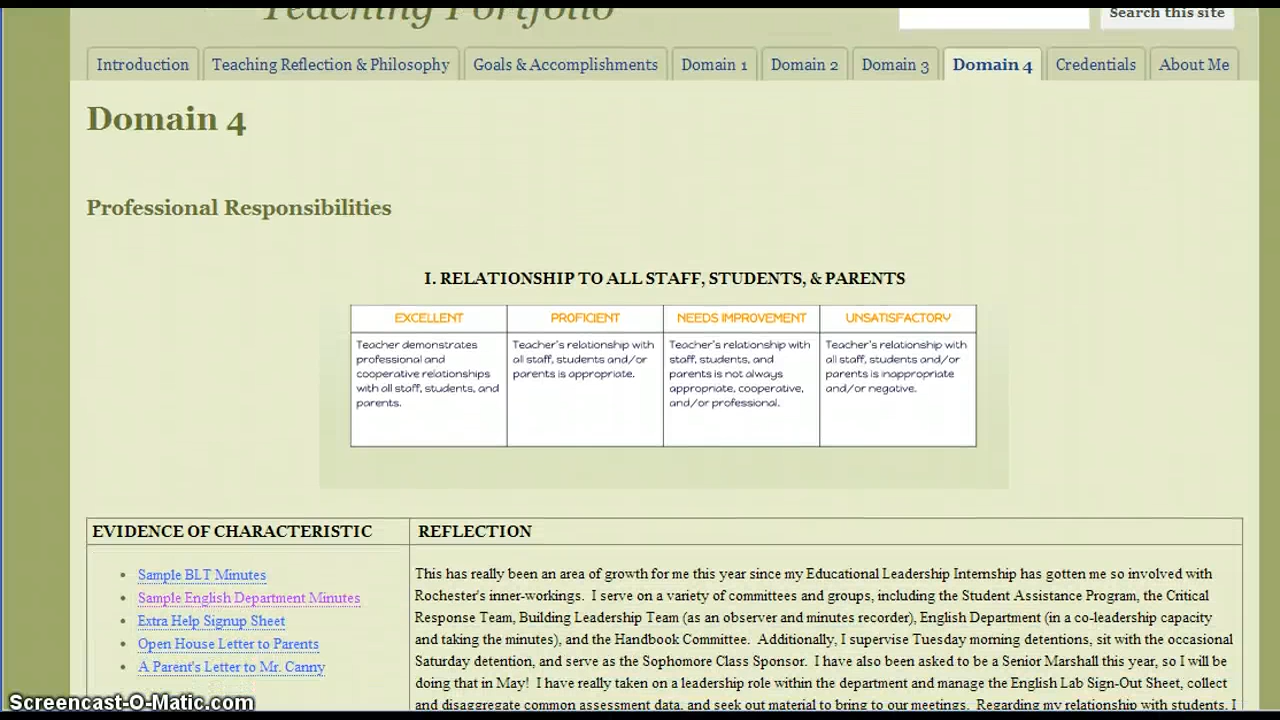 Teaching Portfolio
Search this site
Introduction Teaching Reflection & Philosophy Goals & Accomplishments Domain 1 Domain 2 Domain 3 Domain 4 Credentials About Me
Domain 4
Professional Responsibilities
I. RELATIONSHIP TO ALL STAFF, STUDENTS, & PARENTS
EXCELLENT PROFICIENT NEEDS IMPROVEMENT UNSATISFACTORY
Teacher demonstrates
professional and
cooperative relationships
with all staff, students, and
parents.
Teacher's relationship with
all staff, students and/or
parents is appropriate.
Teacher's relationship with
staff, students, and
parents is not always
appropriate, cooperative,
and/or professional.
Teacher's relationship with
all staff, students and/or
parents is inappropriate
and/or negative.
EVIDENCE OF CHARACTERISTIC REFLECTION
Sample BLT Minutes
Sample English Department Minutes
Extra Help Signup Sheet
Open House Letter to Parents
A Parent's Letter to Mr. Canny
This has really been an area of growth for me this year since my Educational Leadership Internship has gotten me so involved with
Rochester's inner-workings. I serve on a variety of committees and groups, including the Student Assistance Program, the Critical
Response Team, Building Leadership Team (as an observer and minutes recorder), English Department (in a co-leadership capacity
and taking the minutes), and the Handbook Committee. Additionally, I supervise Tuesday morning detentions, sit with the occasional
Saturday detention, and serve as the Sophomore Class Sponsor. I have also been asked to be a Senior Marshall this year, so I will be
doing that in May! I have really taken on a leadership role within the department and manage the English Lab Sign-Out Sheet, collect
and disaggregate common assessment data, and seek out material to bring to our meetings. Regarding my relationship with students, I
Screencast-O-Matic.com